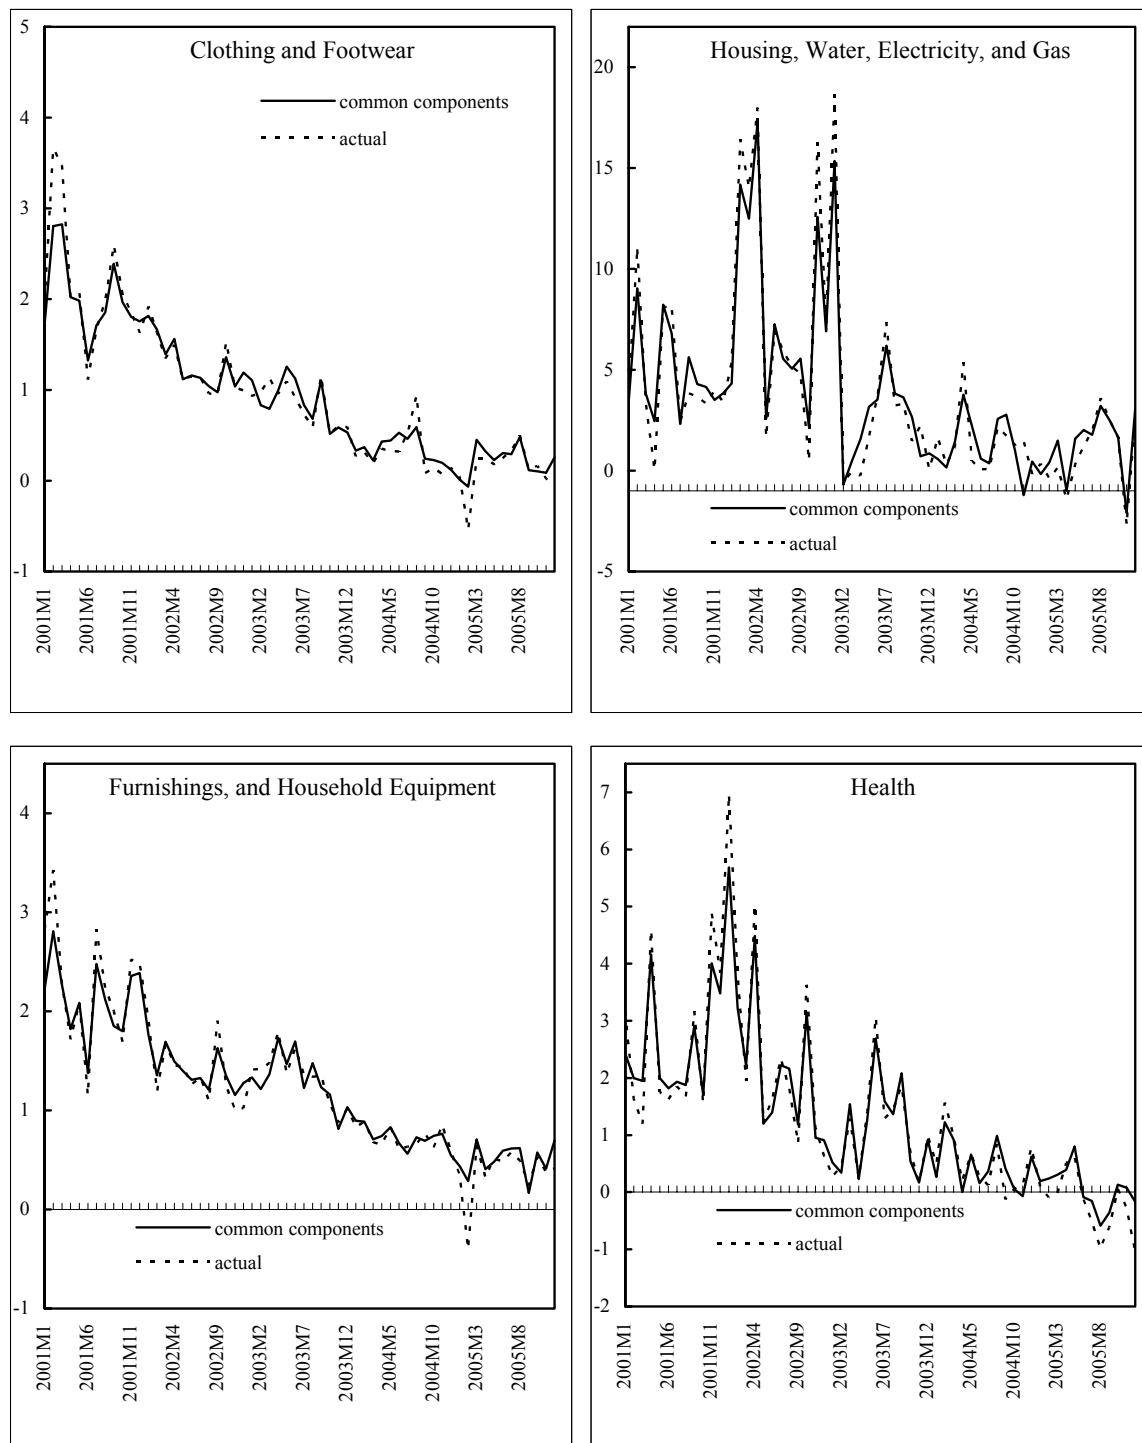 Clothing and Footwear
common components
actual
5
4
3
2
1
0
-1
2001M1
2001M6
2001M11
2002M4
2002M9
2003M2
2003M7
2003M12
2004M5
2004M10
2005M3
2005M8
Housing, Water, Electricity, and Gas
20
15
10
5
0
-5
common components
actual
2001M1
2001M6
2001M11
2002M4
2002M9
2003M2
2003M7
2003M12
2004M5
2004M10
2005M3
2005M8
Furnishings, and Household Equipment
4
3
2
1
0
-1
common components
actual
2001M1
2001M6
2001M11
2002M4
2002M9
2003M2
2003M7
2003M12
2004M5
2004M10
2005M3
2005M8
Health
7
6
5
4
3
2
1
0
-1
-2
common components
actual
2001M1
2001M6
2001M11
2002M4
2002M9
2003M2
2003M7
2003M12
2004M5
2004M10
2005M3
2005M8